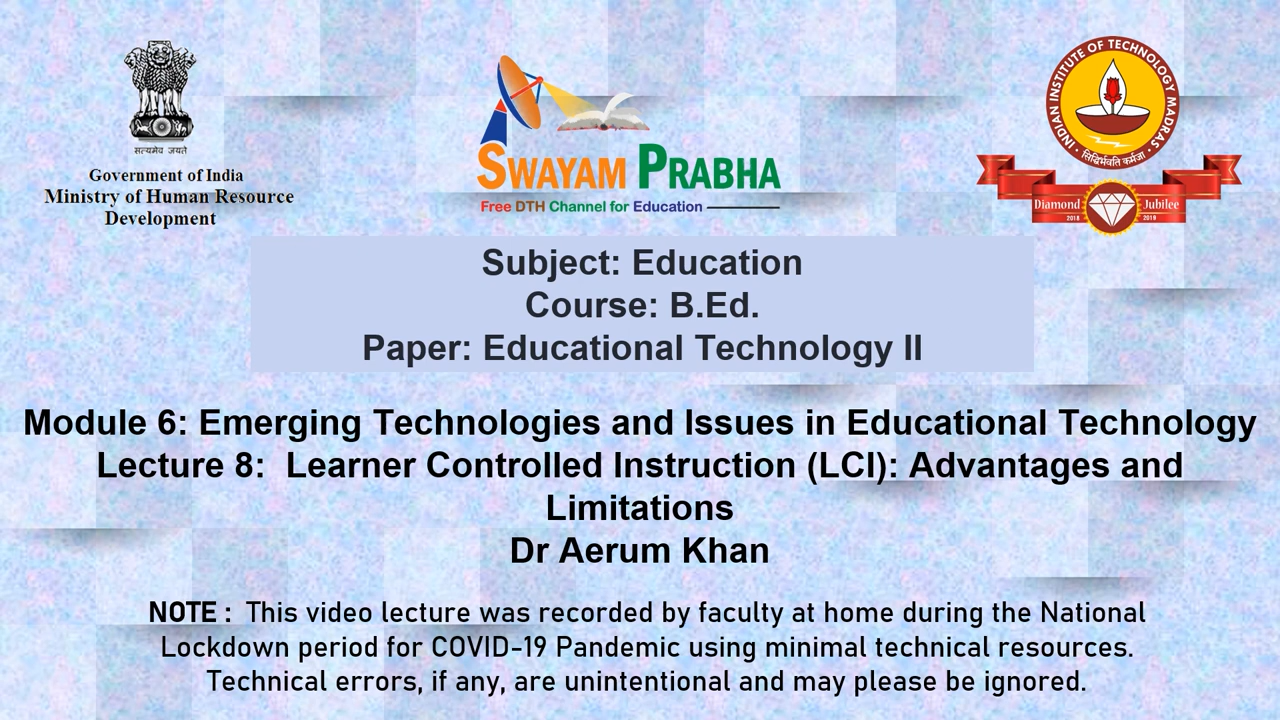 सत्यमेव जयते
Government of India
Ministry of Human Resource
Development
SWAYAM PRABHA
Free DTH Channel for Education
INDIAN INSTITUTE OF TECHNOLOGY MADRAS
सिद्धिर्भवति कर्मजा
Diamond Jubilee
2018 2019
Subject: Education
Course: B.Ed.
Paper: Educational Technology II
Module 6: Emerging Technologies and Issues in Educational Technology
Lecture 8:  Learner Controlled Instruction (LCI): Advantages and
Limitations
Dr Aerum Khan
NOTE :  This video lecture was recorded by faculty at home during the National
Lockdown period for COVID-19 Pandemic using minimal technical resources.
Technical errors, if any, are unintentional and may please be ignored.